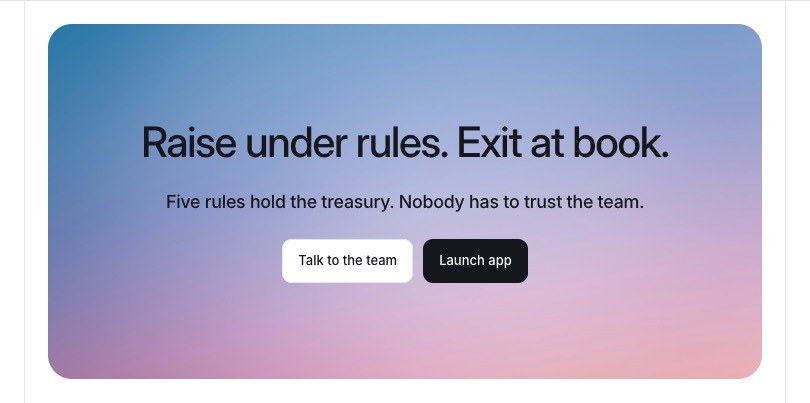 Raise under rules. Exit at book.
Five rules hold the treasury. Nobody has to trust the team.
Talk to the team
Launch app